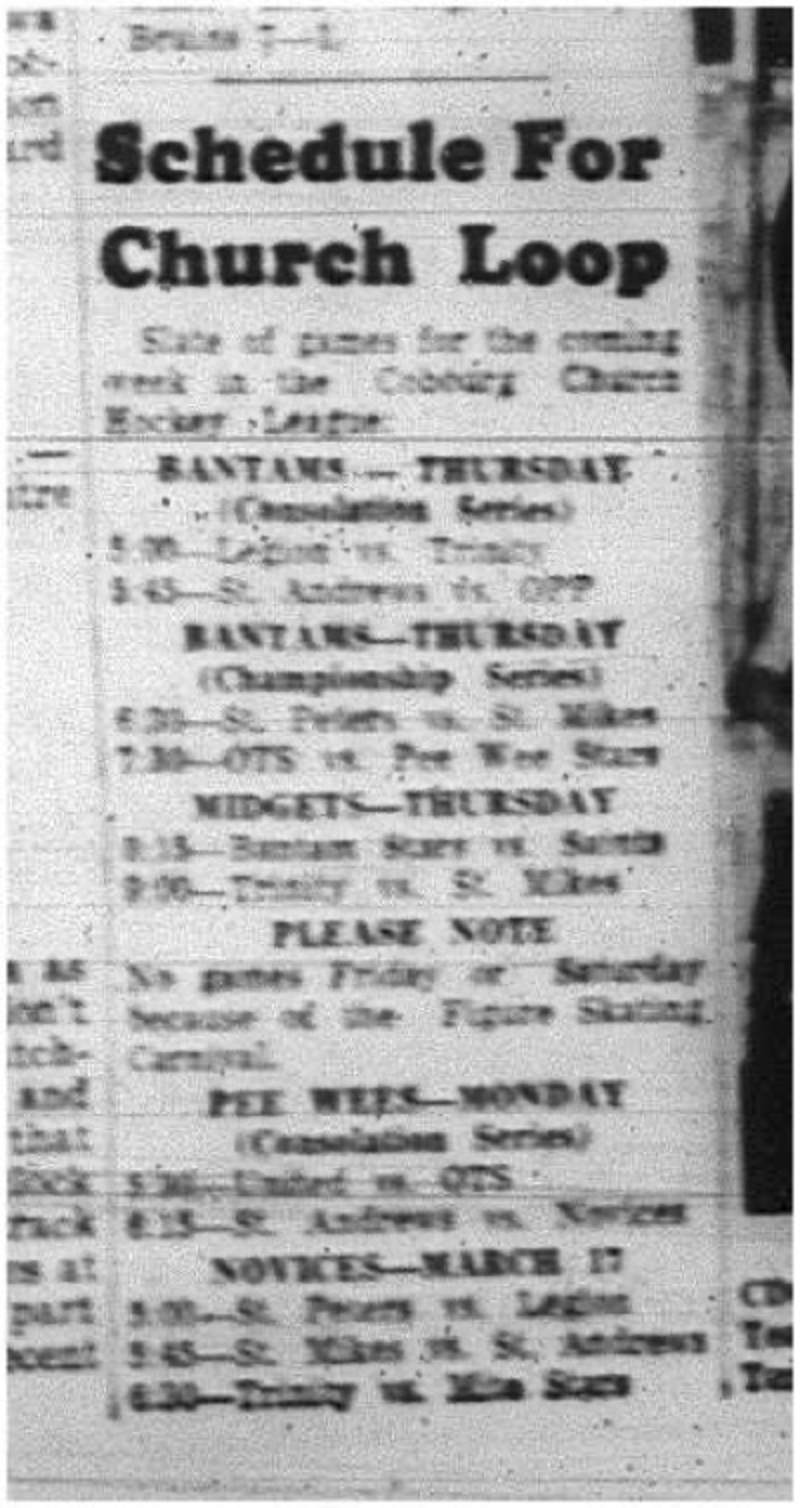 Bruins 7—1.
Schedule For
Church Loop
Slate of games for the coming
week in the Cobourg Church
Hockey League:
BANTAMS — THURSDAY
(Consolation Series)
5:00—Legion vs. Trinity
5:45—St. Andrews vs. OPP
BANTAMS—THURSDAY
(Championship Series)
6:30—St. Peters vs. St. Mikes
7:30—OTS vs. Pee Wee Stars
MIDGETS—THURSDAY
8:15—Bantam Stars vs. Saints
9:00—Trinity vs. St. Mikes
PLEASE NOTE
No games Friday or Saturday
because of the Figure Skating
Carnival.
PEE WEES—MONDAY
(Consolation Series)
5:30—United vs. OTS
6:15—St. Andrews vs. Novices
NOVICES—MARCH 17
5:00—St. Peters vs. Legion
5:45—St. Mikes vs. St. Andrews
6:30—Trinity vs. Mite Stars